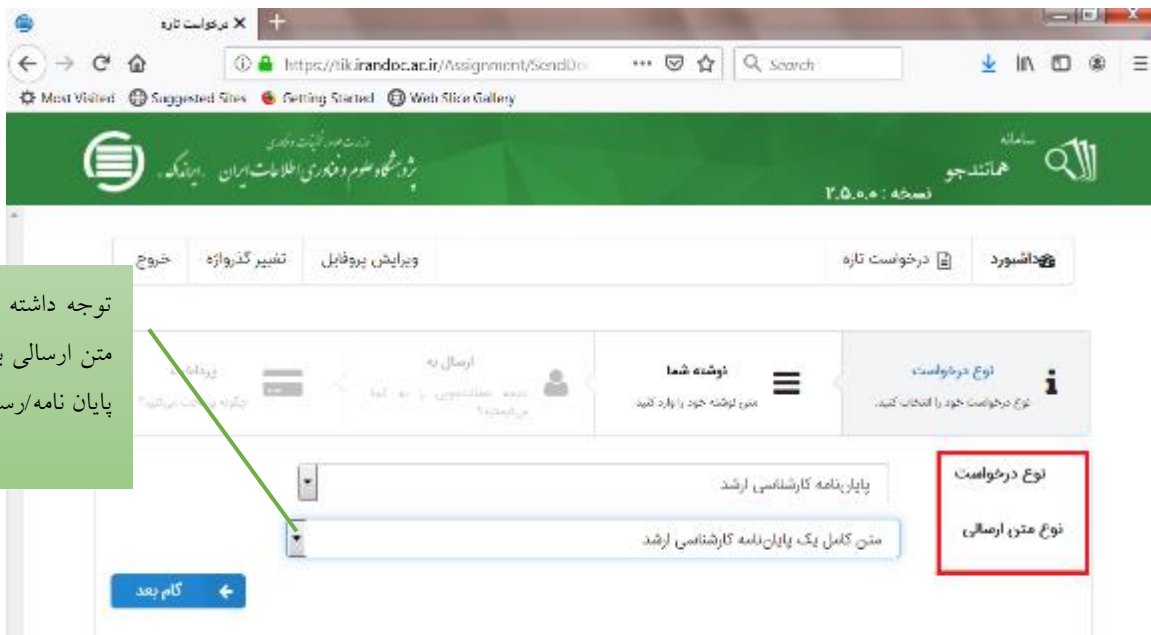 درخواست تازه
https://tik.irandoc.ac.ir/Assignment/SendDo
Search
Most Visited Suggested Sites Getting Started Web Slice Gallery
سامانه
همانندجو
نسخه : ۲.۵.۰.۰
وزارت علوم، تحقیقات و فناوری
پژوهشگاه علوم و فناوری اطلاعات ایران ـ ایرانداک ـ
داشبورد درخواست تازه ویرایش پروفایل تغییر گذرواژه خروج
توجه داشته
متن ارسالی
پایان نامه/رس
نوع درخواست
نوع درخواست خود را انتخاب کنید.
نوشته شما
متن نوشته خود را وارد کنید
ارسال به
نوع درخواست پایان‌نامه کارشناسی ارشد
نوع متن ارسالی متن کامل یک پایان‌نامه کارشناسی ارشد
گام بعد